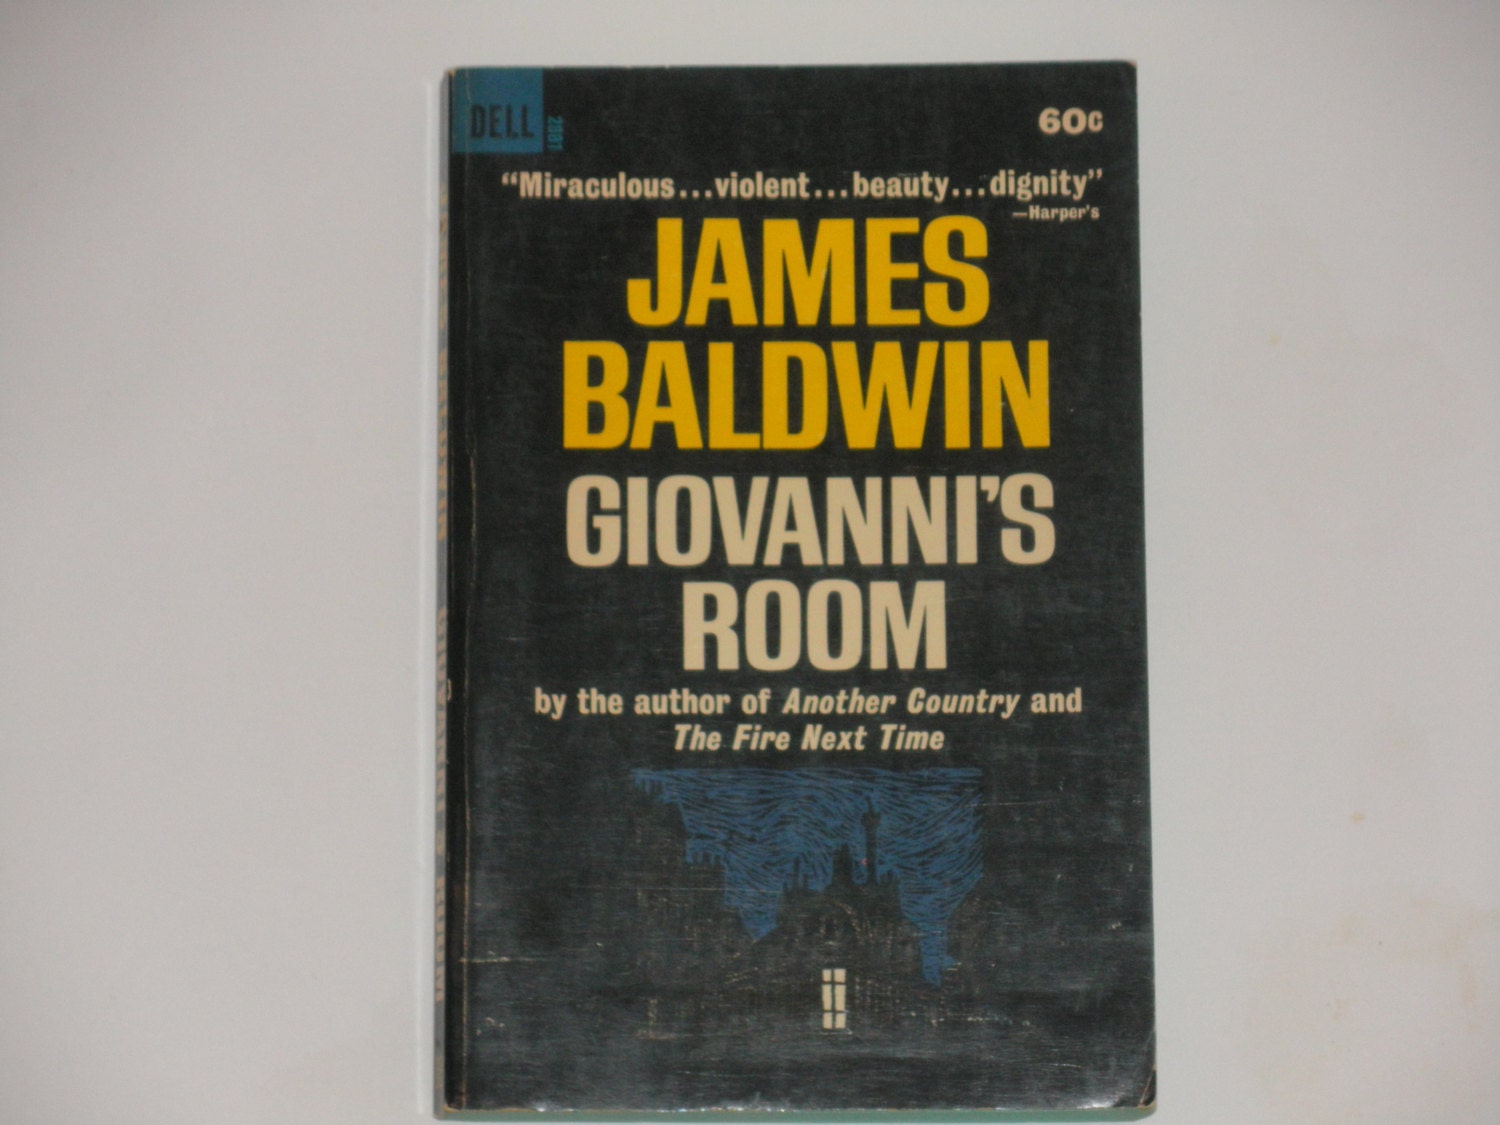 DELL
2881
60c
"Miraculous...violent...beauty...dignity"
—Harper's
JAMES
BALDWIN
GIOVANNI'S
ROOM
by the author of Another Country and
The Fire Next Time